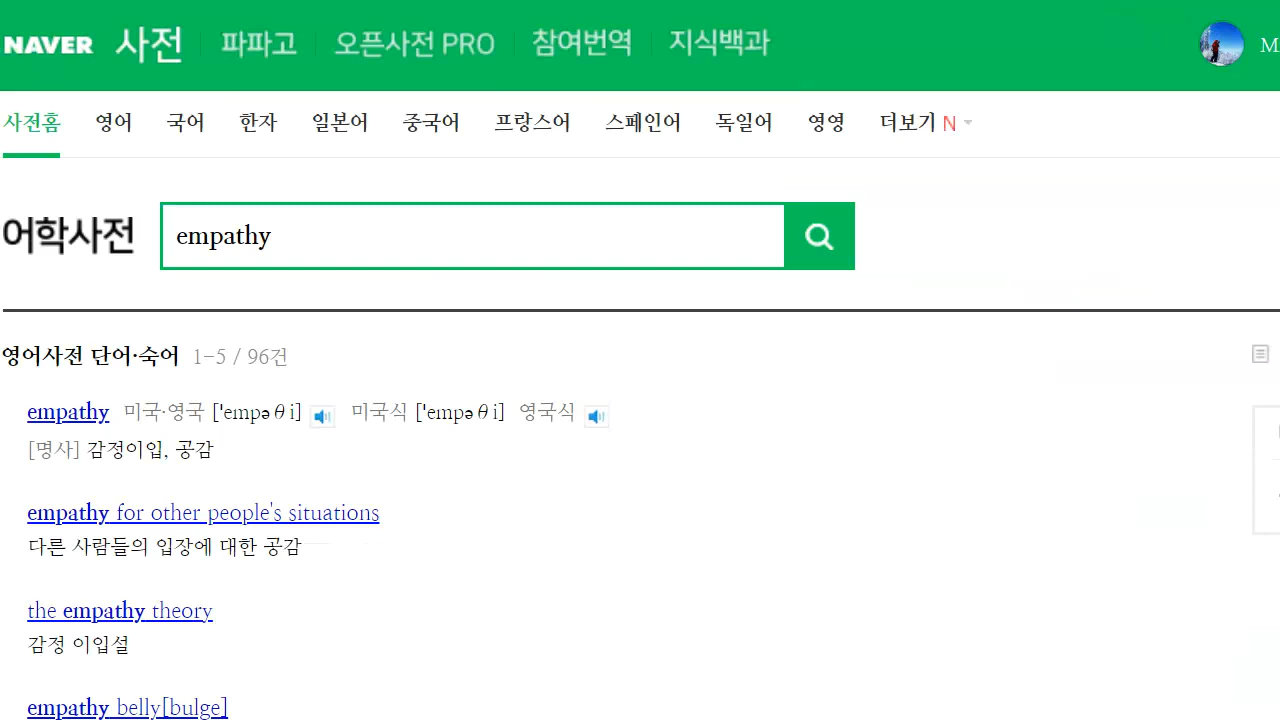 NAVER 사전 파파고 오픈사전 PRO 참여번역 지식백과 M
사전홈 영어 국어 한자 일본어 중국어 프랑스어 스페인어 독일어 영영 더보기 N
어학사전 empathy
영어사전 단어·숙어 1-5 / 96건
empathy 미국·영국 ['empəθi] 미국식 ['empəθi] 영국식
[명사] 감정이입, 공감
empathy for other people's situations
다른 사람들의 입장에 대한 공감
the empathy theory
감정 이입설
empathy belly[bulge]